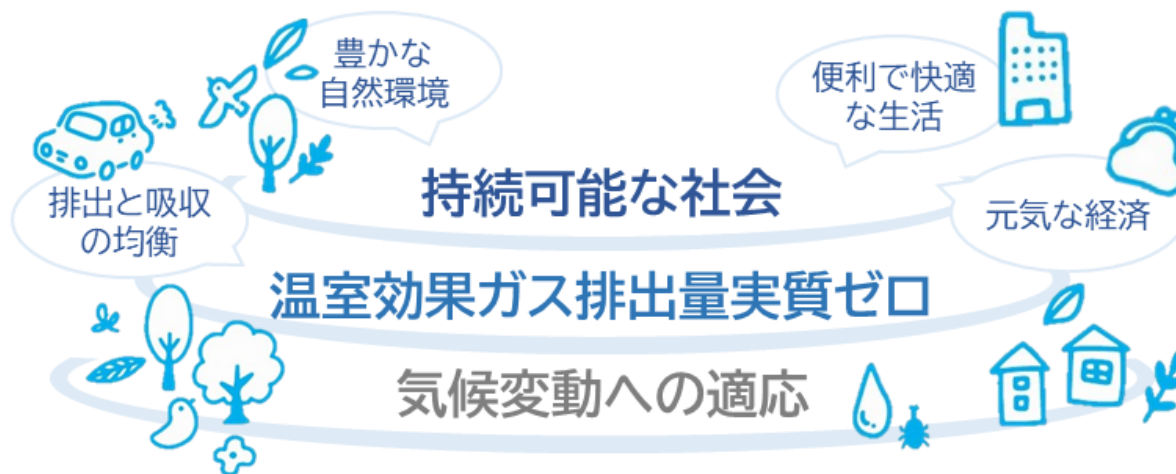 豊かな
自然環境
便利で快適
な生活
持続可能な社会
排出と吸収
の均衡
元気な経済
温室効果ガス排出量実質ゼロ
気候変動への適応